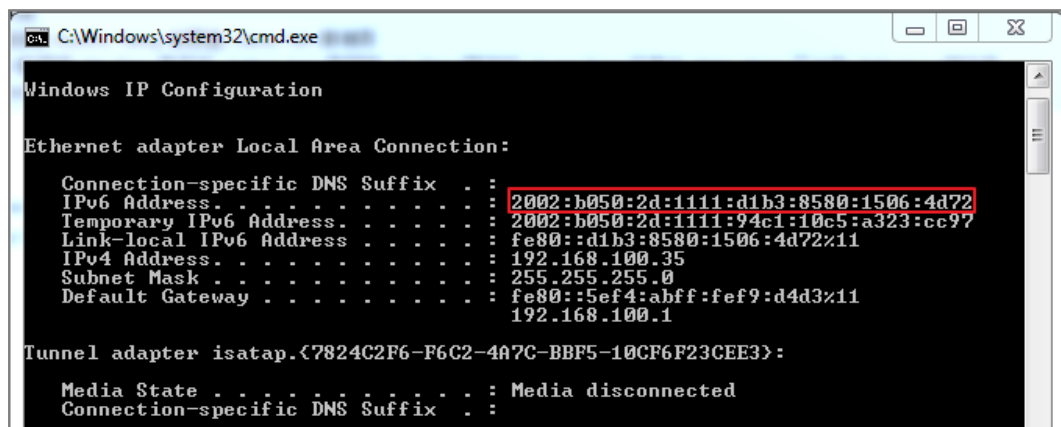 C:\Windows\system32\cmd.exe
Windows IP Configuration
Ethernet adapter Local Area Connection:
Connection-specific DNS Suffix . :
IPv6 Address. . . . . . . . . . . : 2002:b050:2d:1111:d1b3:8580:1506:4d72
Temporary IPv6 Address. . . . . . : 2002:b050:2d:1111:94c1:10c5:a323:cc97
Link-local IPv6 Address . . . . . : fe80::d1b3:8580:1506:4d72%11
IPv4 Address. . . . . . . . . . . : 192.168.100.35
Subnet Mask . . . . . . . . . . . : 255.255.255.0
Default Gateway . . . . . . . . . : fe80::5ef4:abff:fef9:d4d3%11
192.168.100.1
Tunnel adapter isatap.{7824C2F6-F6C2-4A7C-BBF5-10CF6F23CEE3}:
Media State . . . . . . . . . . . : Media disconnected
Connection-specific DNS Suffix . :